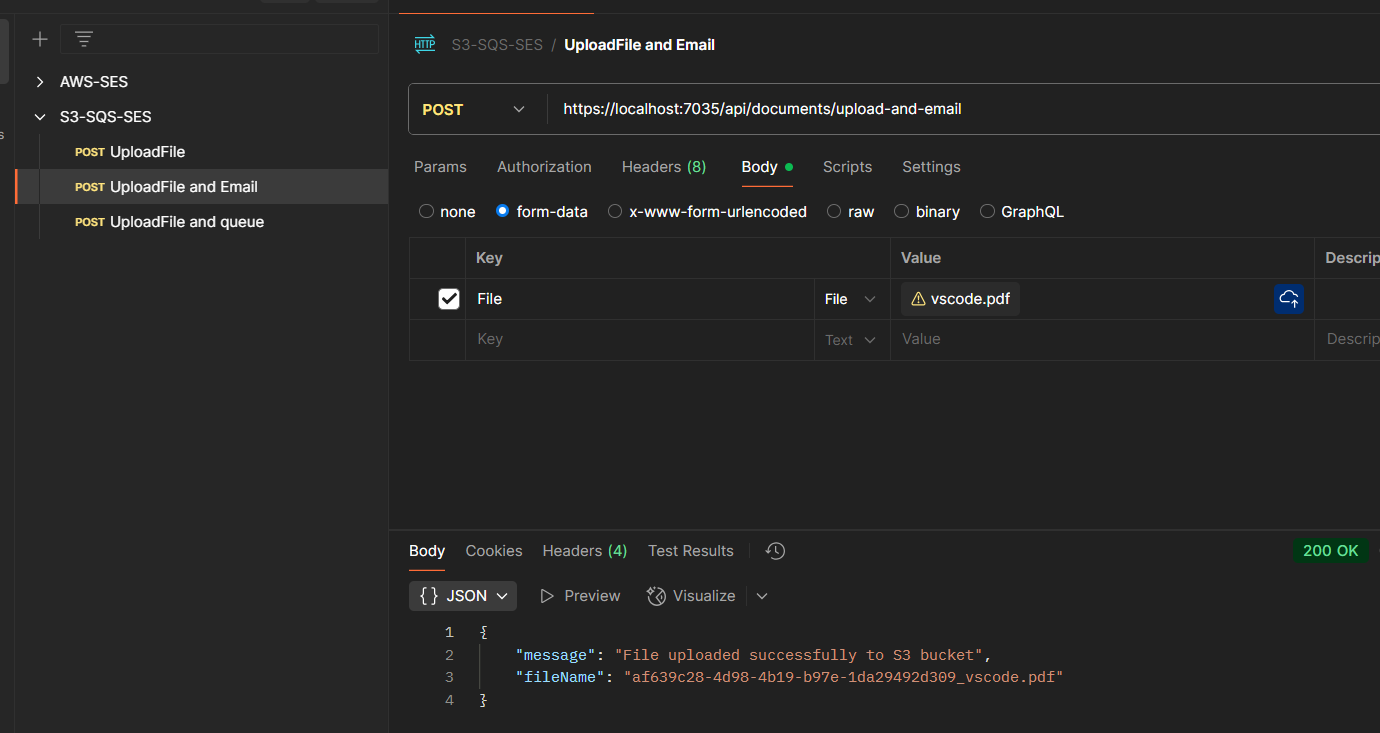 AWS-SES
S3-SQS-SES
POST UploadFile
POST UploadFile and Email
POST UploadFile and queue
HTTP S3-SQS-SES / UploadFile and Email
POST https://localhost:7035/api/documents/upload-and-email
Params Authorization Headers (8) Body Scripts Settings
none form-data x-www-form-urlencoded raw binary GraphQL
Key Value Descrip
File File vscode.pdf
Key Text Value Descrip
Body Cookies Headers (4) Test Results 200 OK
{} JSON Preview Visualize
1 {
2 "message": "File uploaded successfully to S3 bucket",
3 "fileName": "af639c28-4d98-4b19-b97e-1da29492d309_vscode.pdf"
4 }